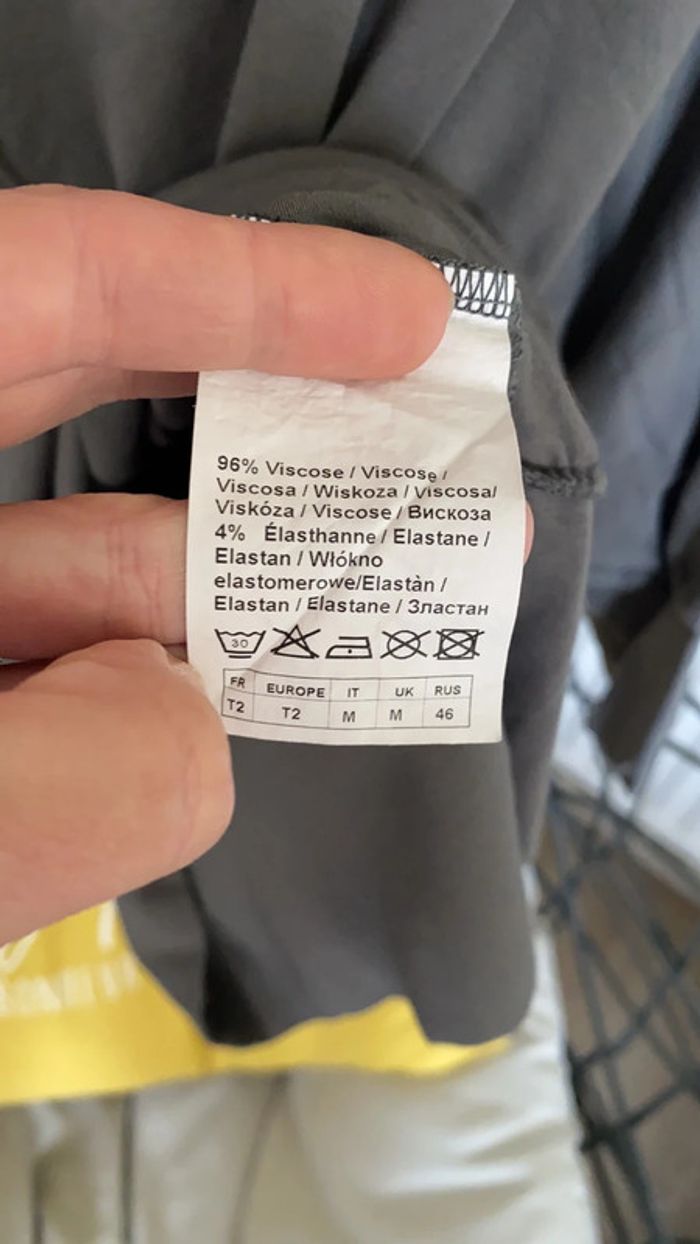 96% Viscose / Viscose /
Viscosa / Wiskoza / Viscosa/
Viskóza / Viscose / Вискоза
4% Élasthanne / Elastane /
Elastan / Włókno
elastomerowe/Elastàn /
Elastan / Elastane / Зластан
30
FR EUROPE IT UK RUS
T2 T2 M M 46